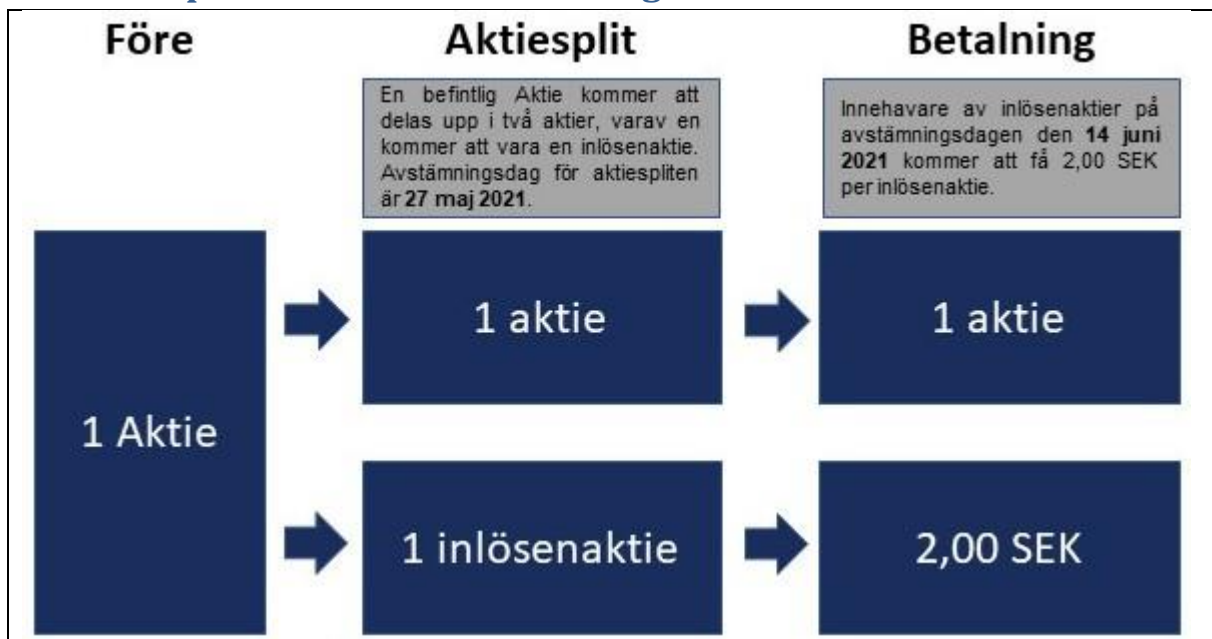 Före
Aktiesplit
Betalning
En befintlig Aktie kommer att
delas upp i två aktier, varav en
kommer att vara en inlösenaktie.
Avstämningsdag för aktiespliten
är 27 maj 2021.
Innehavare av inlösenaktier på
avstämningsdagen den 14 juni
2021 kommer att få 2,00 SEK
per inlösenaktie.
1 Aktie
1 aktie
1 aktie
1 inlösenaktie
2,00 SEK